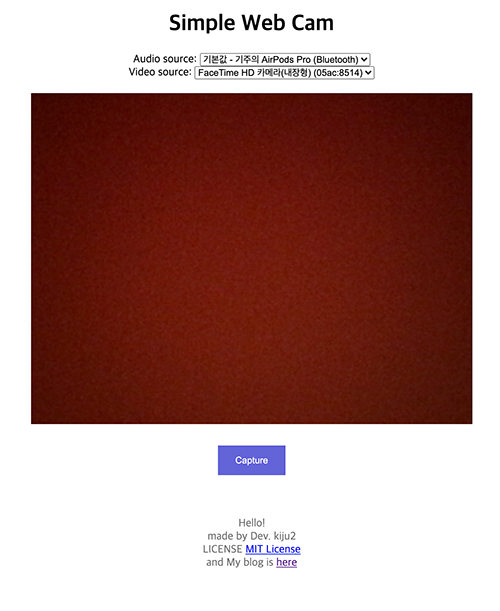 Simple Web Cam
Audio source: 기본값 - 기주의 AirPods Pro (Bluetooth)
Video source: FaceTime HD 카메라(내장형) (05ac:8514)
Capture
Hello!
made by Dev. kiju2
LICENSE MIT License
and My blog is here